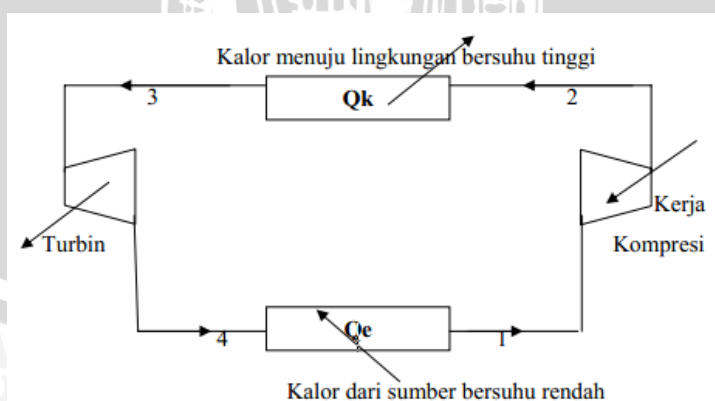 Kalor menuju lingkungan bersuhu tinggi
3
Qk
2
Turbin
Kerja
Kompresi
4
Qe
1
Kalor dari sumber bersuhu rendah